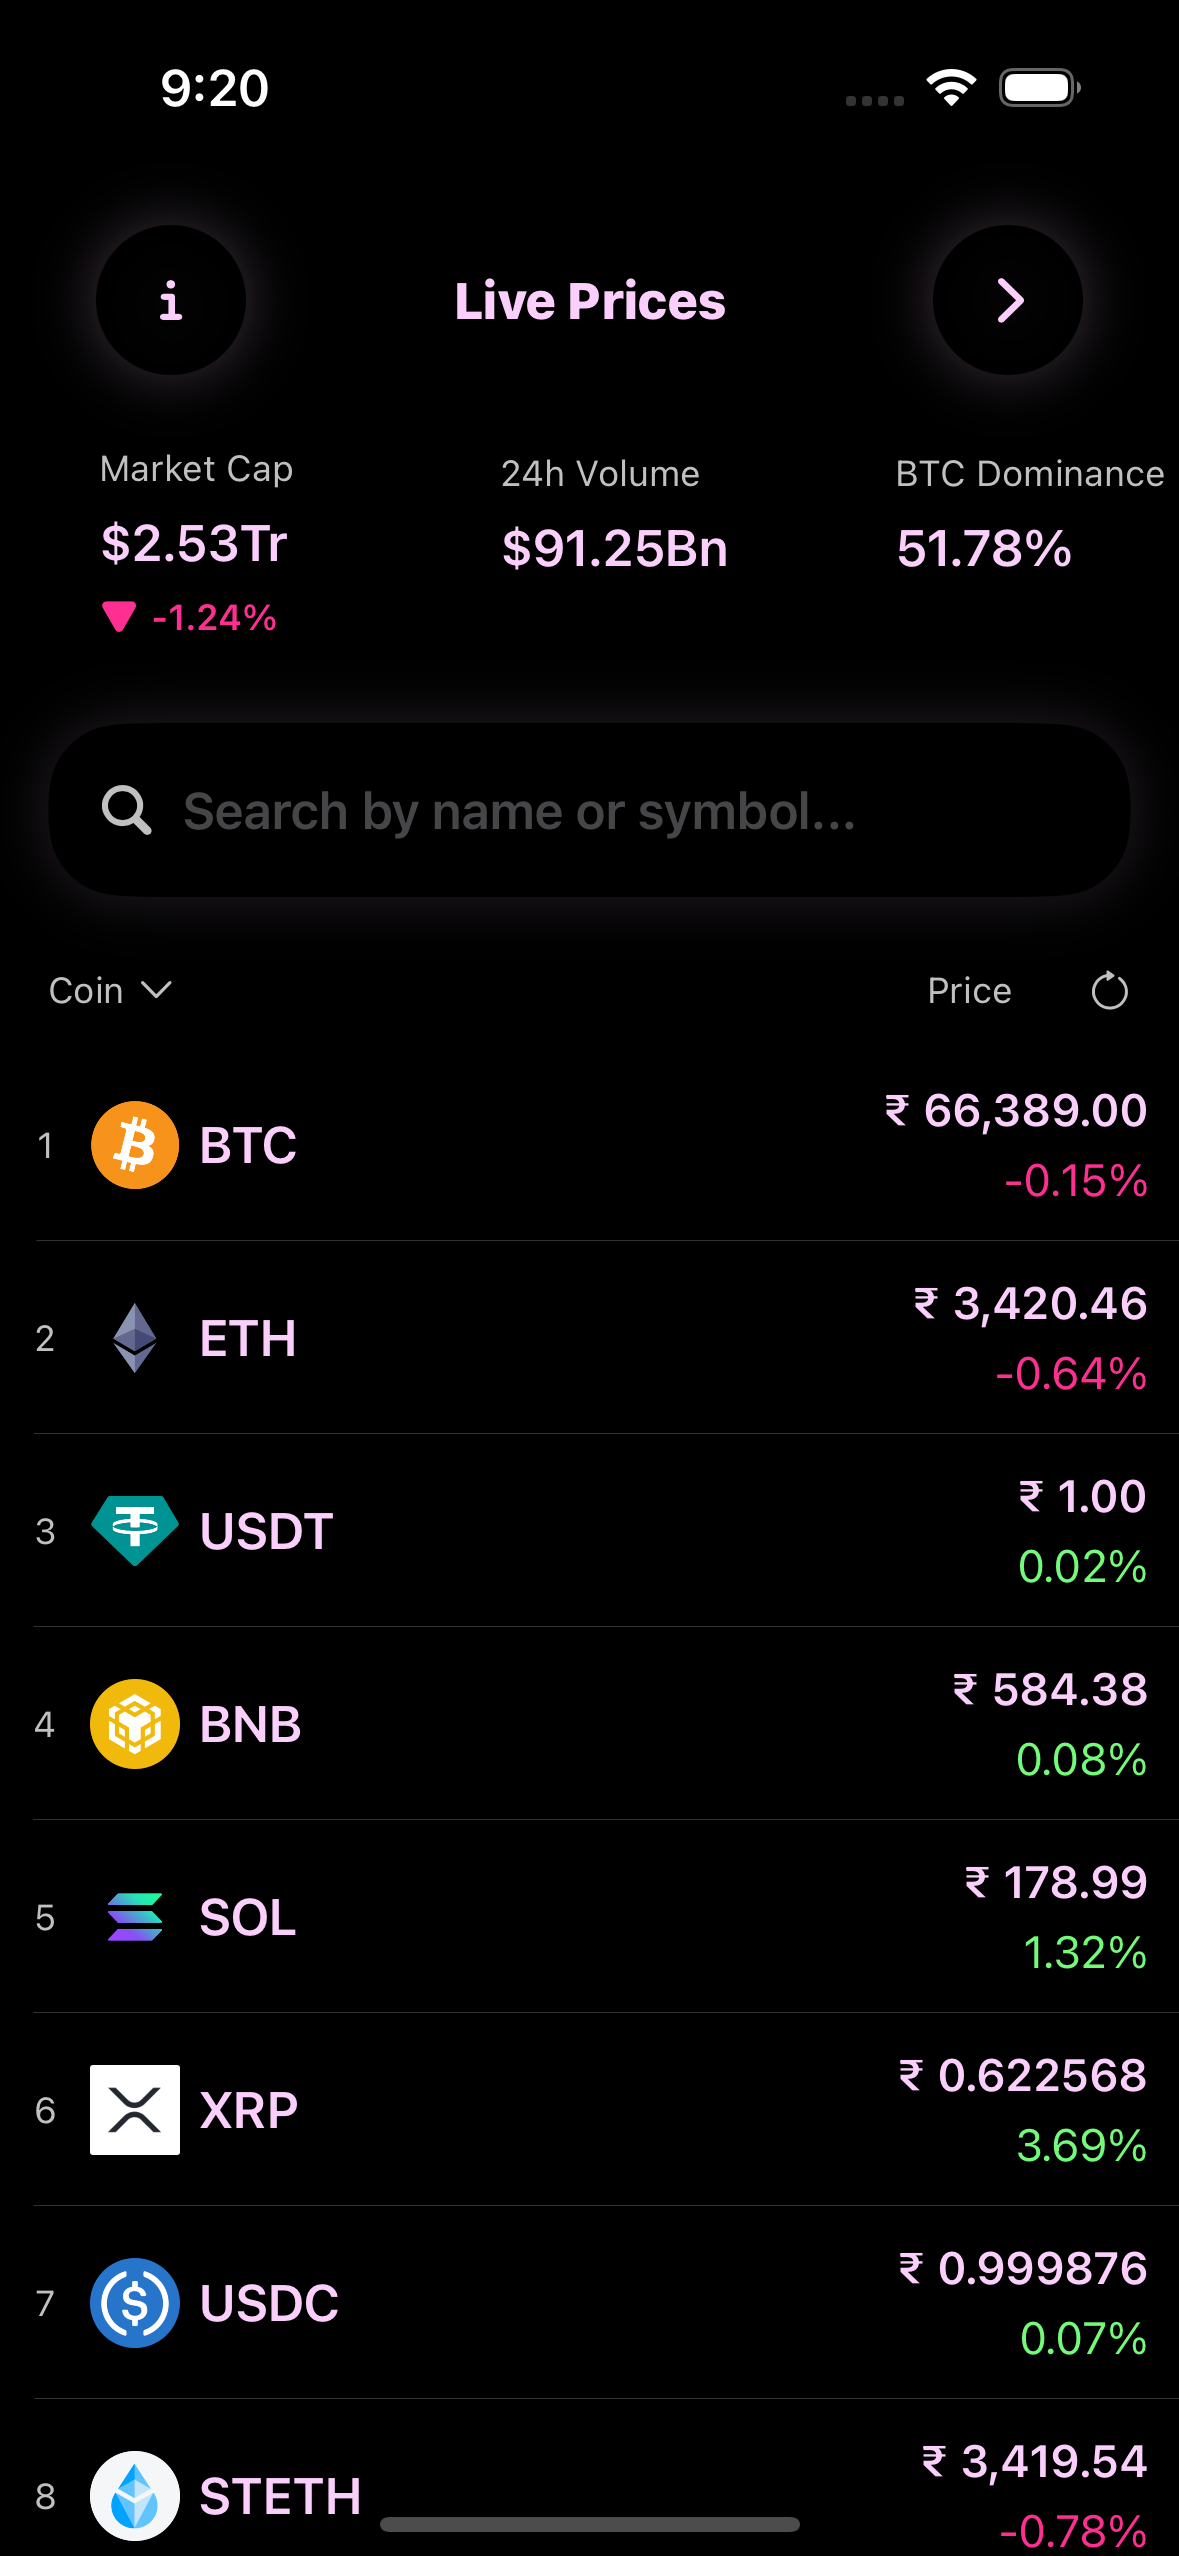 9:20
i
Live Prices
Market Cap
24h Volume
BTC Dominance
$2.53Tr
$91.25Bn
51.78%
-1.24%
Search by name or symbol...
Coin
Price
1
BTC
₹ 66,389.00
-0.15%
2
ETH
₹ 3,420.46
-0.64%
3
USDT
₹ 1.00
0.02%
4
BNB
₹ 584.38
0.08%
5
SOL
₹ 178.99
1.32%
6
XRP
₹ 0.622568
3.69%
7
USDC
₹ 0.999876
0.07%
8
STETH
₹ 3,419.54
-0.78%